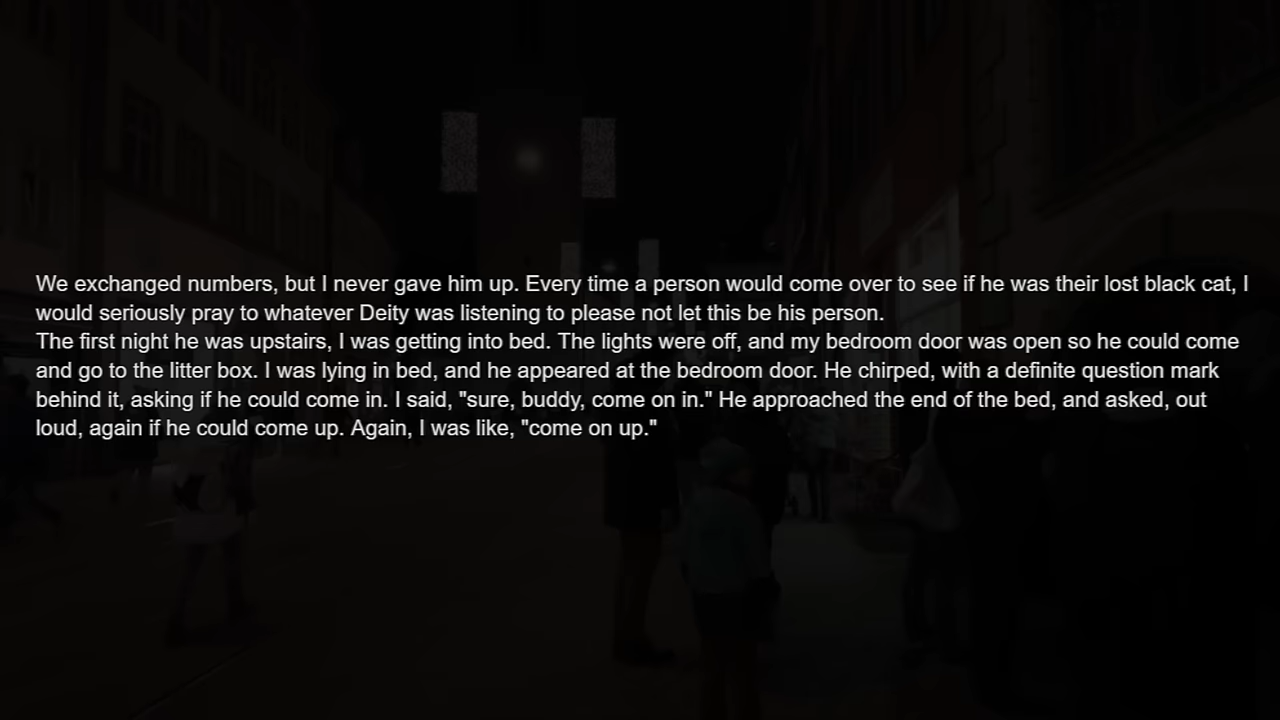 We exchanged numbers, but I never gave him up. Every time a person would come over to see if he was their lost black cat, I
would seriously pray to whatever Deity was listening to please not let this be his person.
The first night he was upstairs, I was getting into bed. The lights were off, and my bedroom door was open so he could come
and go to the litter box. I was lying in bed, and he appeared at the bedroom door. He chirped, with a definite question mark
behind it, asking if he could come in. I said, "sure, buddy, come on in." He approached the end of the bed, and asked, out
loud, again if he could come up. Again, I was like, "come on up."